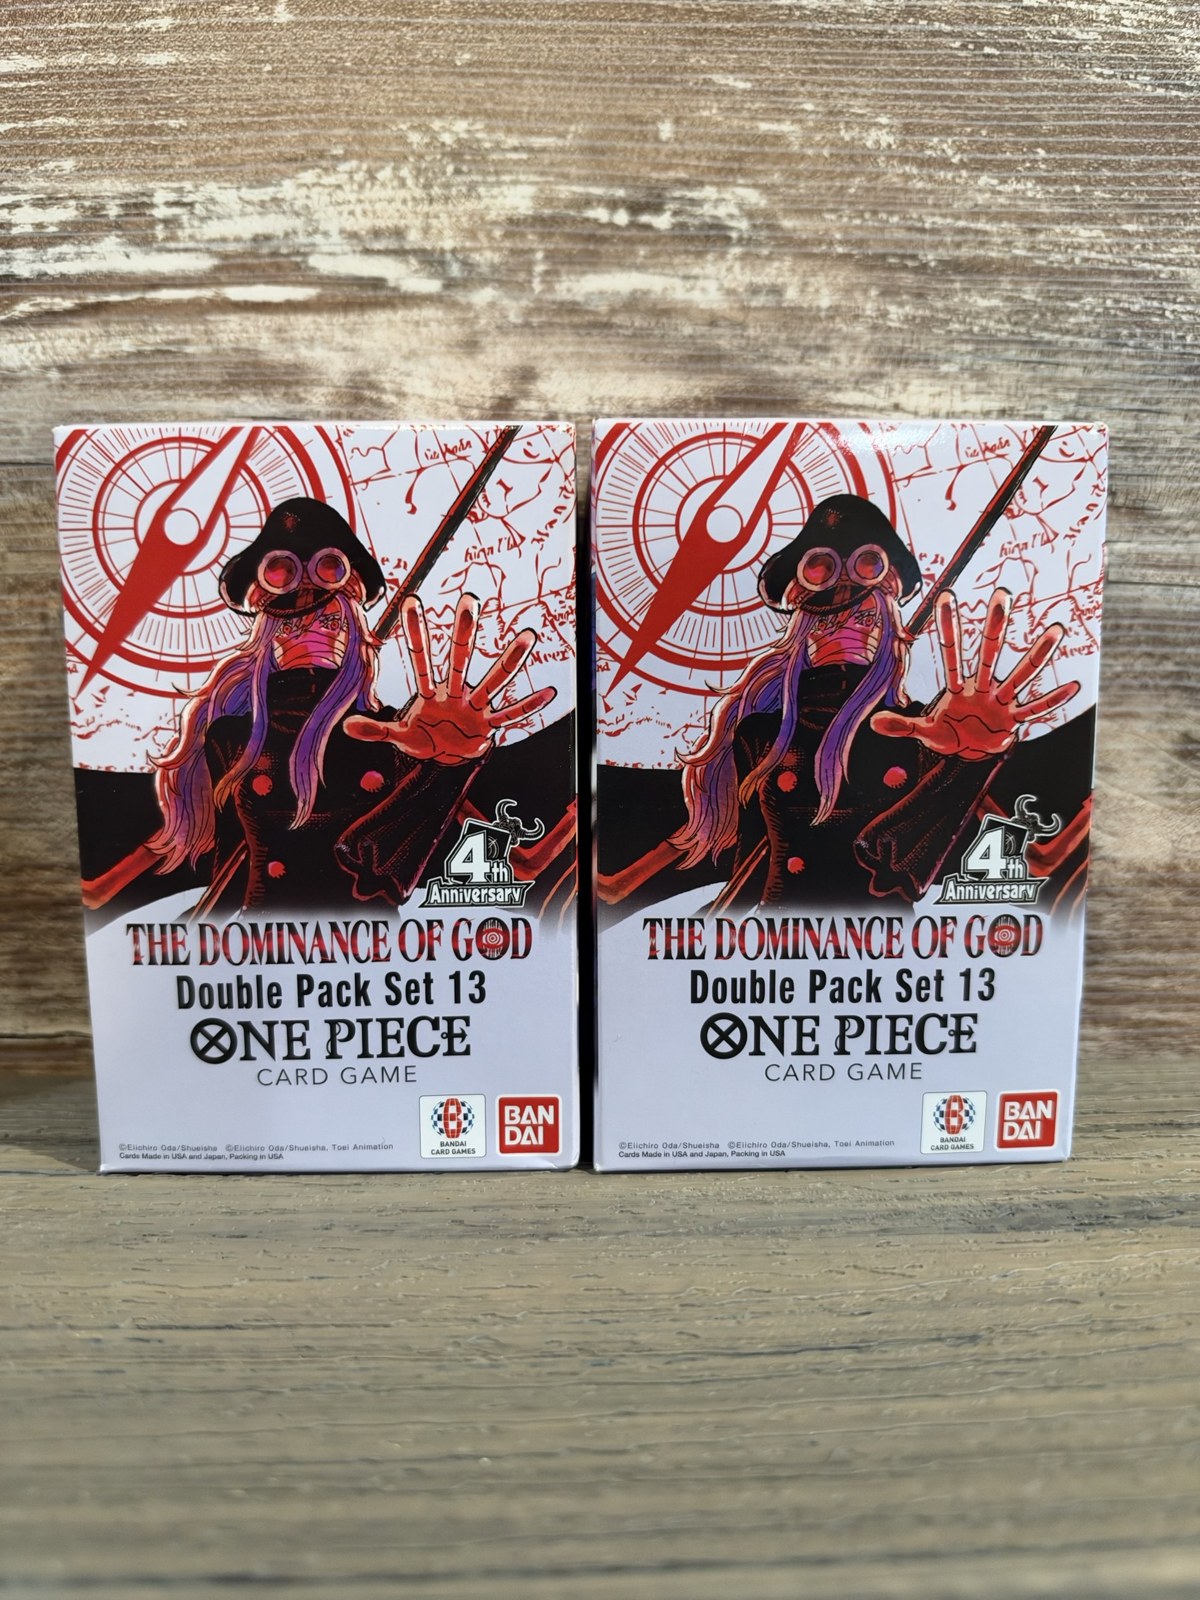 4th
Anniversary
THE DOMINANCE OF GOD
Double Pack Set 13
ONE PIECE
CARD GAME
BANDAI
CARD GAMES
BAN
DAI
©Eiichiro Oda/Shueisha ©Eiichiro Oda/Shueisha, Toei Animation
Cards Made in USA and Japan, Packing in USA
4th
Anniversary
THE DOMINANCE OF GOD
Double Pack Set 13
ONE PIECE
CARD GAME
BANDAI
CARD GAMES
BAN
DAI
©Eiichiro Oda/Shueisha ©Eiichiro Oda/Shueisha, Toei Animation
Cards Made in USA and Japan, Packing in USA